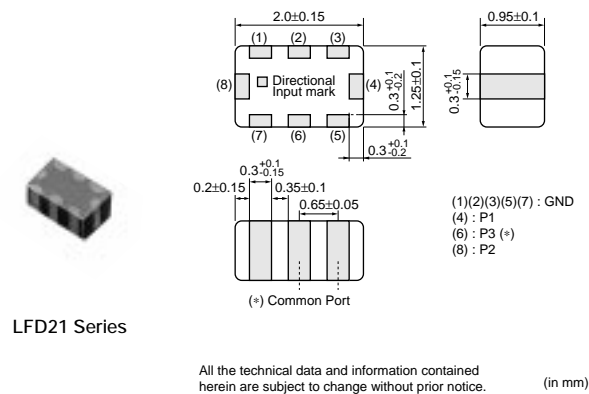 2.0±0.15
0.95±0.1
(1) (2) (3)
(8) Directional (4)
Input mark
0.3 +0.1 -0.2
1.25±0.1
0.3 +0.1 -0.15
(7) (6) (5)
0.3 +0.1 -0.2
0.3 +0.1 -0.15
0.2±0.15 0.35±0.1
0.65±0.05
(1)(2)(3)(5)(7) : GND
(4) : P1
(6) : P3 (*)
(8) : P2
(*) Common Port
LFD21 Series
All the technical data and information contained
herein are subject to change without prior notice.
(in mm)